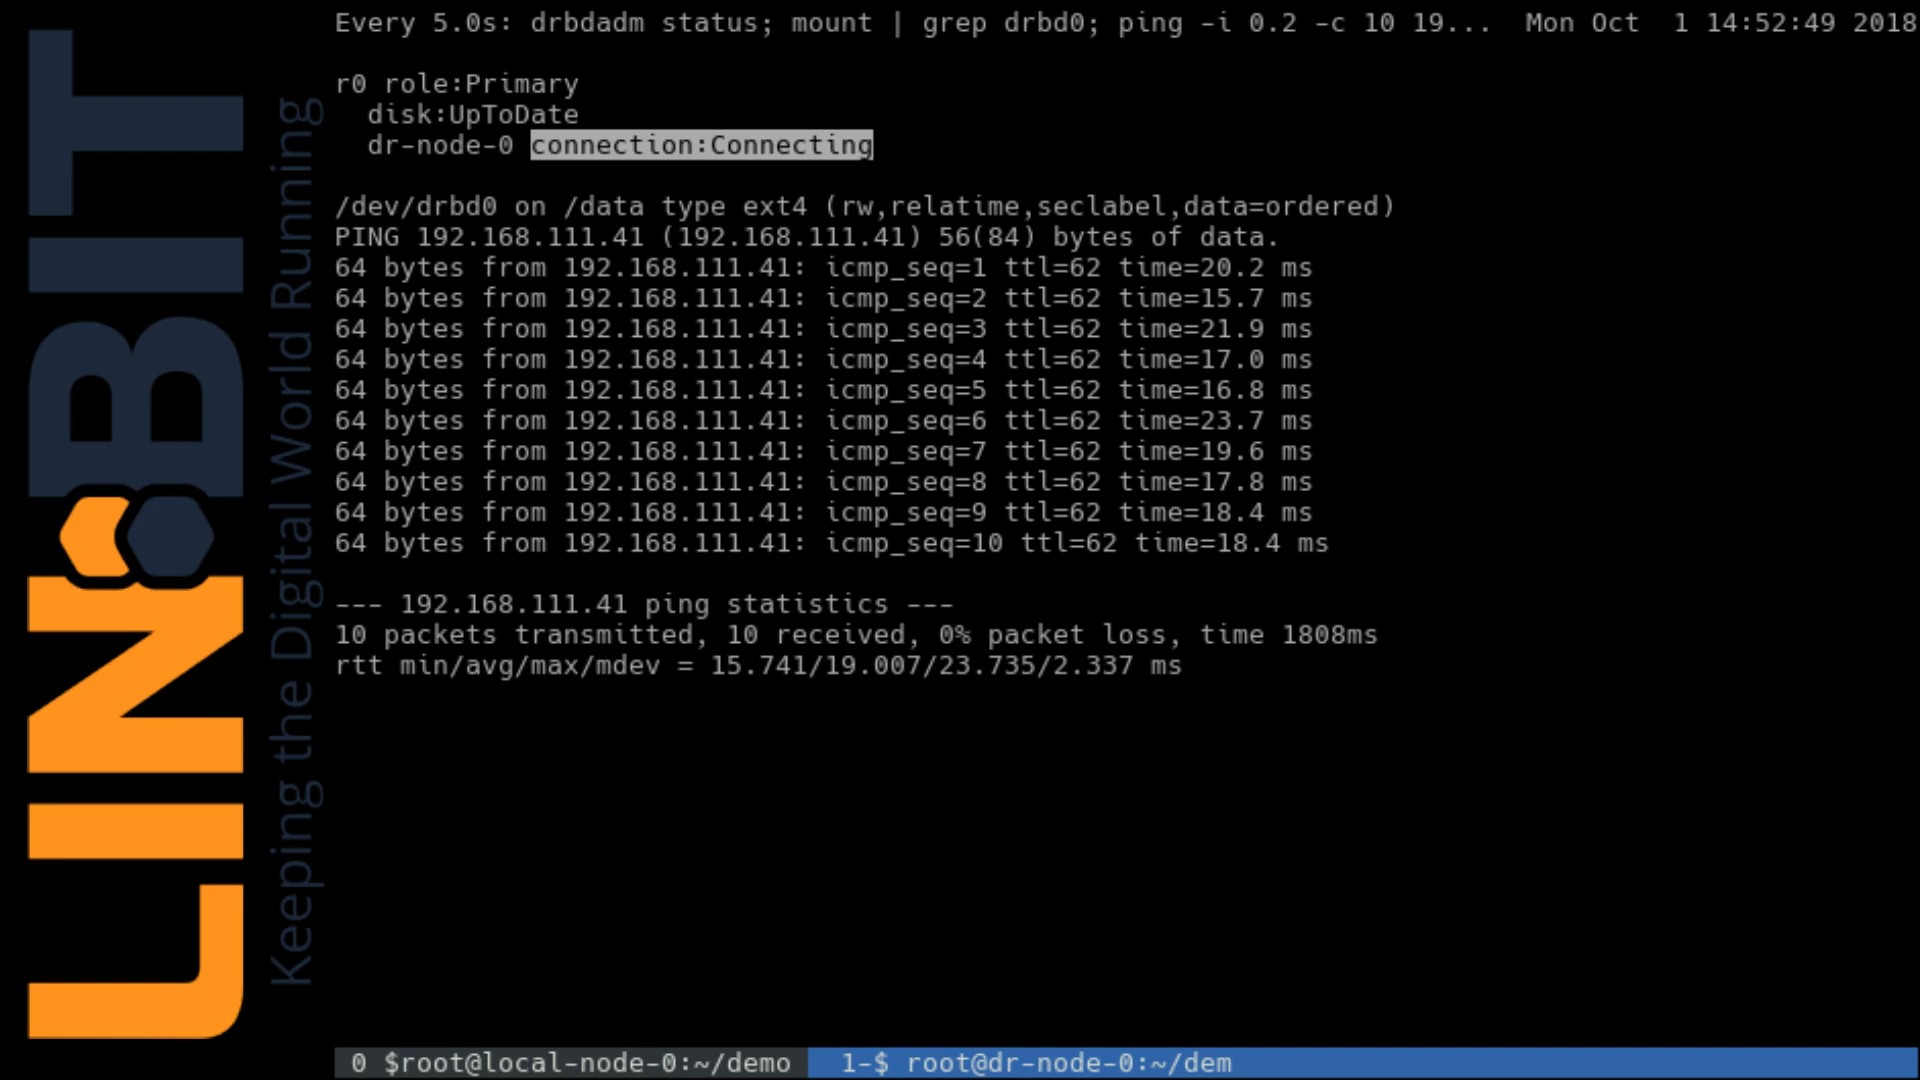 Every 5.0s: drbdadm status; mount | grep drbd0; ping -i 0.2 -c 10 19...  Mon Oct  1 14:52:49 2018
r0 role:Primary
  disk:UpToDate
  dr-node-0 connection:Connecting
/dev/drbd0 on /data type ext4 (rw,relatime,seclabel,data=ordered)
PING 192.168.111.41 (192.168.111.41) 56(84) bytes of data.
64 bytes from 192.168.111.41: icmp_seq=1 ttl=62 time=20.2 ms
64 bytes from 192.168.111.41: icmp_seq=2 ttl=62 time=15.7 ms
64 bytes from 192.168.111.41: icmp_seq=3 ttl=62 time=21.9 ms
64 bytes from 192.168.111.41: icmp_seq=4 ttl=62 time=17.0 ms
64 bytes from 192.168.111.41: icmp_seq=5 ttl=62 time=16.8 ms
64 bytes from 192.168.111.41: icmp_seq=6 ttl=62 time=23.7 ms
64 bytes from 192.168.111.41: icmp_seq=7 ttl=62 time=19.6 ms
64 bytes from 192.168.111.41: icmp_seq=8 ttl=62 time=17.8 ms
64 bytes from 192.168.111.41: icmp_seq=9 ttl=62 time=18.4 ms
64 bytes from 192.168.111.41: icmp_seq=10 ttl=62 time=18.4 ms
--- 192.168.111.41 ping statistics ---
10 packets transmitted, 10 received, 0% packet loss, time 1808ms
rtt min/avg/max/mdev = 15.741/19.007/23.735/2.337 ms
0 $root@local-node-0:~/demo  1-$ root@dr-node-0:~/dem
LINBIT
Keeping the Digital World Running